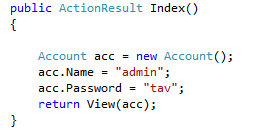 public ActionResult Index()
{
Account acc = new Account();
acc.Name = "admin";
acc.Password = "tav";
return View(acc);
}